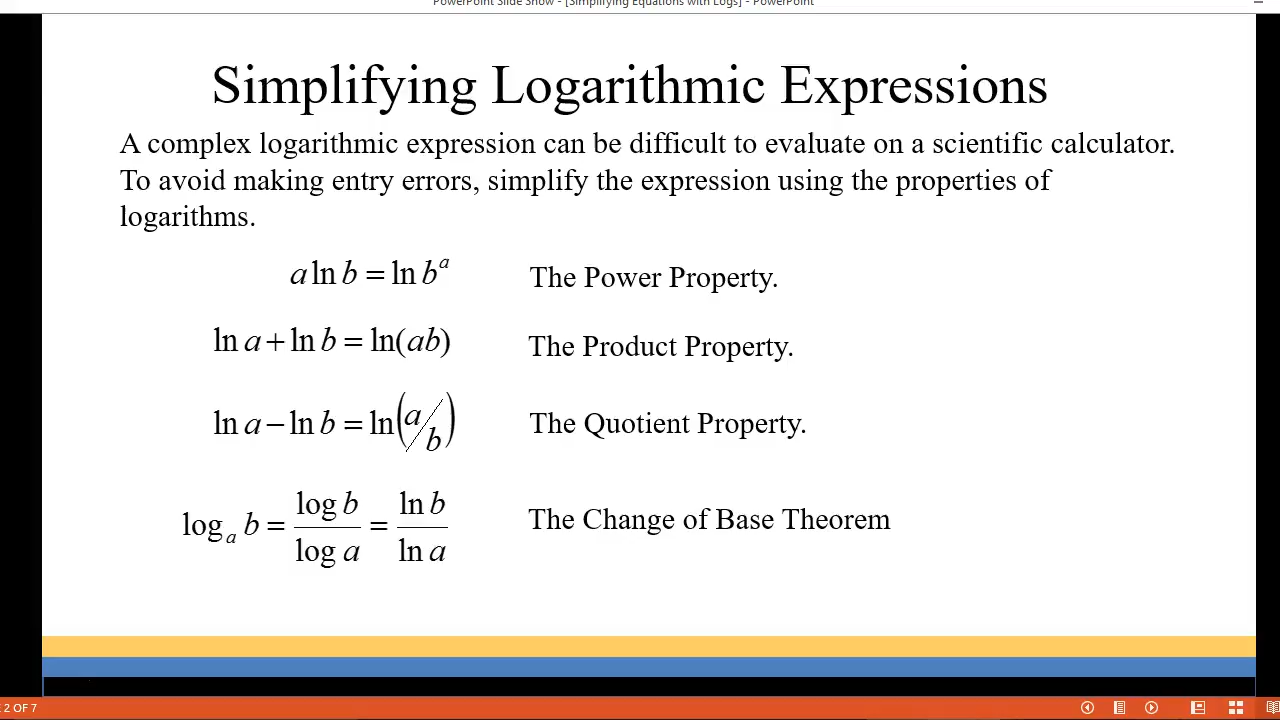 PowerPoint Slide Show - [Simplifying Equations with Logs] - PowerPoint
Simplifying Logarithmic Expressions
A complex logarithmic expression can be difficult to evaluate on a scientific calculator.
To avoid making entry errors, simplify the expression using the properties of
logarithms.
a ln b = ln b^a The Power Property.
ln a + ln b = ln(ab) The Product Property.
ln a − ln b = ln(a/b) The Quotient Property.
log_a b = log b / log a = ln b / ln a The Change of Base Theorem
2 OF 7